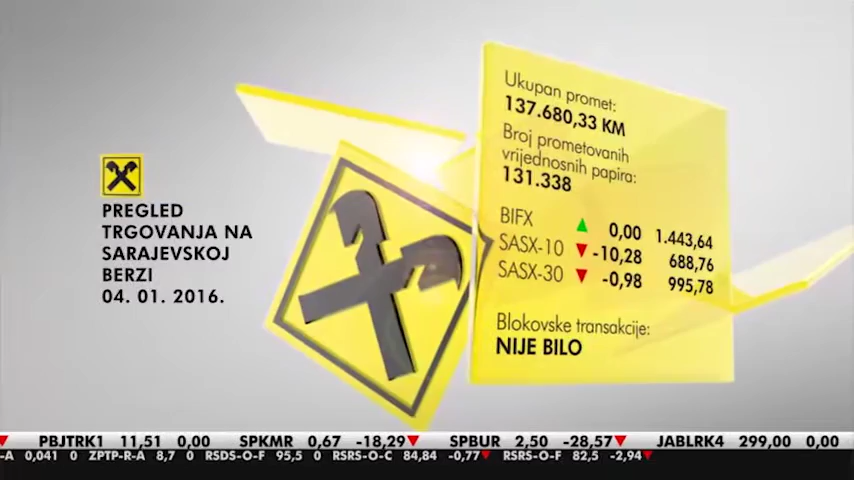 PREGLED
TRGOVANJA NA
SARAJEVSKOJ
BERZI
04. 01. 2016.
Ukupan promet:
137.680,33 KM
Broj prometovanih
vrijednosnih papira:
131.338
BIFX ▲ 0,00 1.443,64
SASX-10 ▼ -10,28 688,76
SASX-30 ▼ -0,98 995,78
Blokovske transakcije:
NIJE BILO
▼ PBJTRK1 11,51 0,00 SPKMR 0,67 -18,29▼ SPBUR 2,50 -28,57▼ JABLRK4 299,00 0,00
-A 0,041 0 ZPTP-R-A 8,7 0 RSDS-O-F 95,5 0 RSRS-O-C 84,84 -0,77▼ RSRS-O-F 82,5 -2,94▼